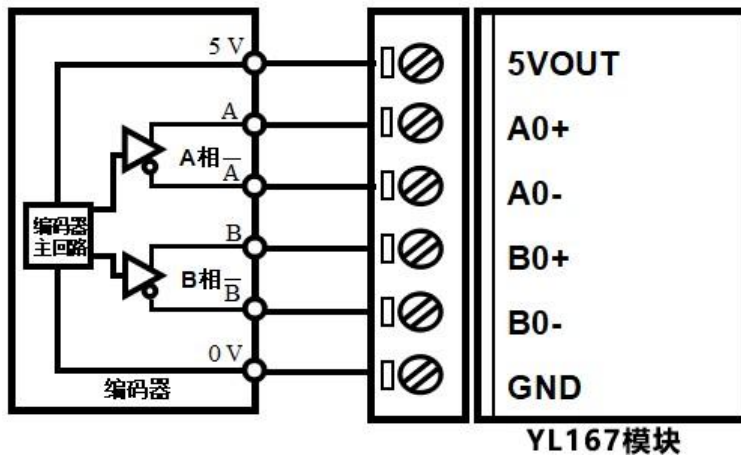 5 V
A
A相
A̅
编码器
主回路
B
B相
B̅
0 V
编码器
5VOUT
A0+
A0-
B0+
B0-
GND
YL167模块